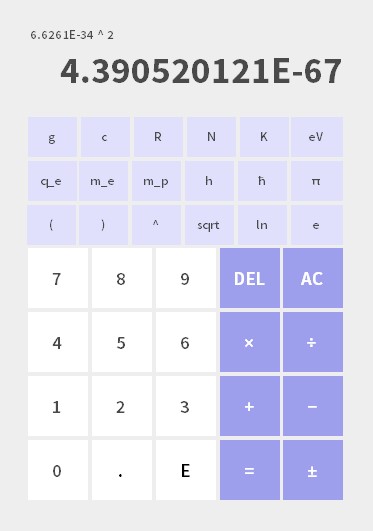 6.6261E-34 ^ 2
4.390520121E-67
g c R N K eV
q_e m_e m_p h ħ π
( ) ^ sqrt ln e
7 8 9 DEL AC
4 5 6 × ÷
1 2 3 + −
0 . E = ±